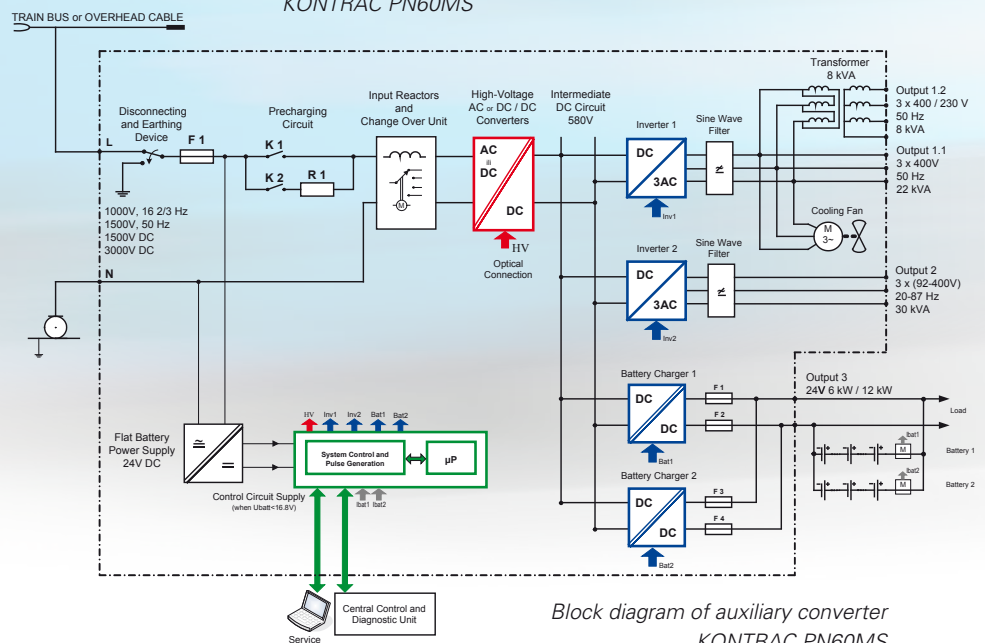 KONTRAC PN60MS
TRAIN BUS or OVERHEAD CABLE
Transformer
8 kVA
Disconnecting
and Earthing
Device
Precharging
Circuit
Input Reactors
and
Change Over Unit
High-Voltage
AC or DC / DC
Converters
Intermediate
DC Circuit
580V
Inverter 1
Sine Wave
Filter
Output 1.2
3 x 400 / 230 V
50 Hz
8 kVA
L
F 1
K 1
K 2
R 1
M
AC
ili
DC
DC
HV
Optical
Connection
DC
3AC
Inv1
≠
Output 1.1
3 x 400V
50 Hz
22 kVA
Cooling Fan
M
3~
1000V, 16 2/3 Hz
1500V, 50 Hz
1500V DC
3000V DC
N
Inverter 2
Sine Wave
Filter
DC
3AC
Inv2
≠
Output 2
3 x (92-400V)
20-87 Hz
30 kVA
Battery Charger 1
DC
DC
Bat1
F 1
F 2
Output 3
24V 6 kW / 12 kW
Load
Ibat1
M
Battery 1
Ibat2
M
Battery 2
Battery Charger 2
DC
DC
Bat2
F 3
F 4
Flat Battery
Power Supply
24V DC
HV Inv1 Inv2 Bat1 Bat2
System Control and
Pulse Generation
µP
Control Circuit Supply
(when Ubatt<16.8V)
Ibat1 Ibat2
Central Control and
Diagnostic Unit
Service
Block diagram of auxiliary converter
KONTRAC PN60MS